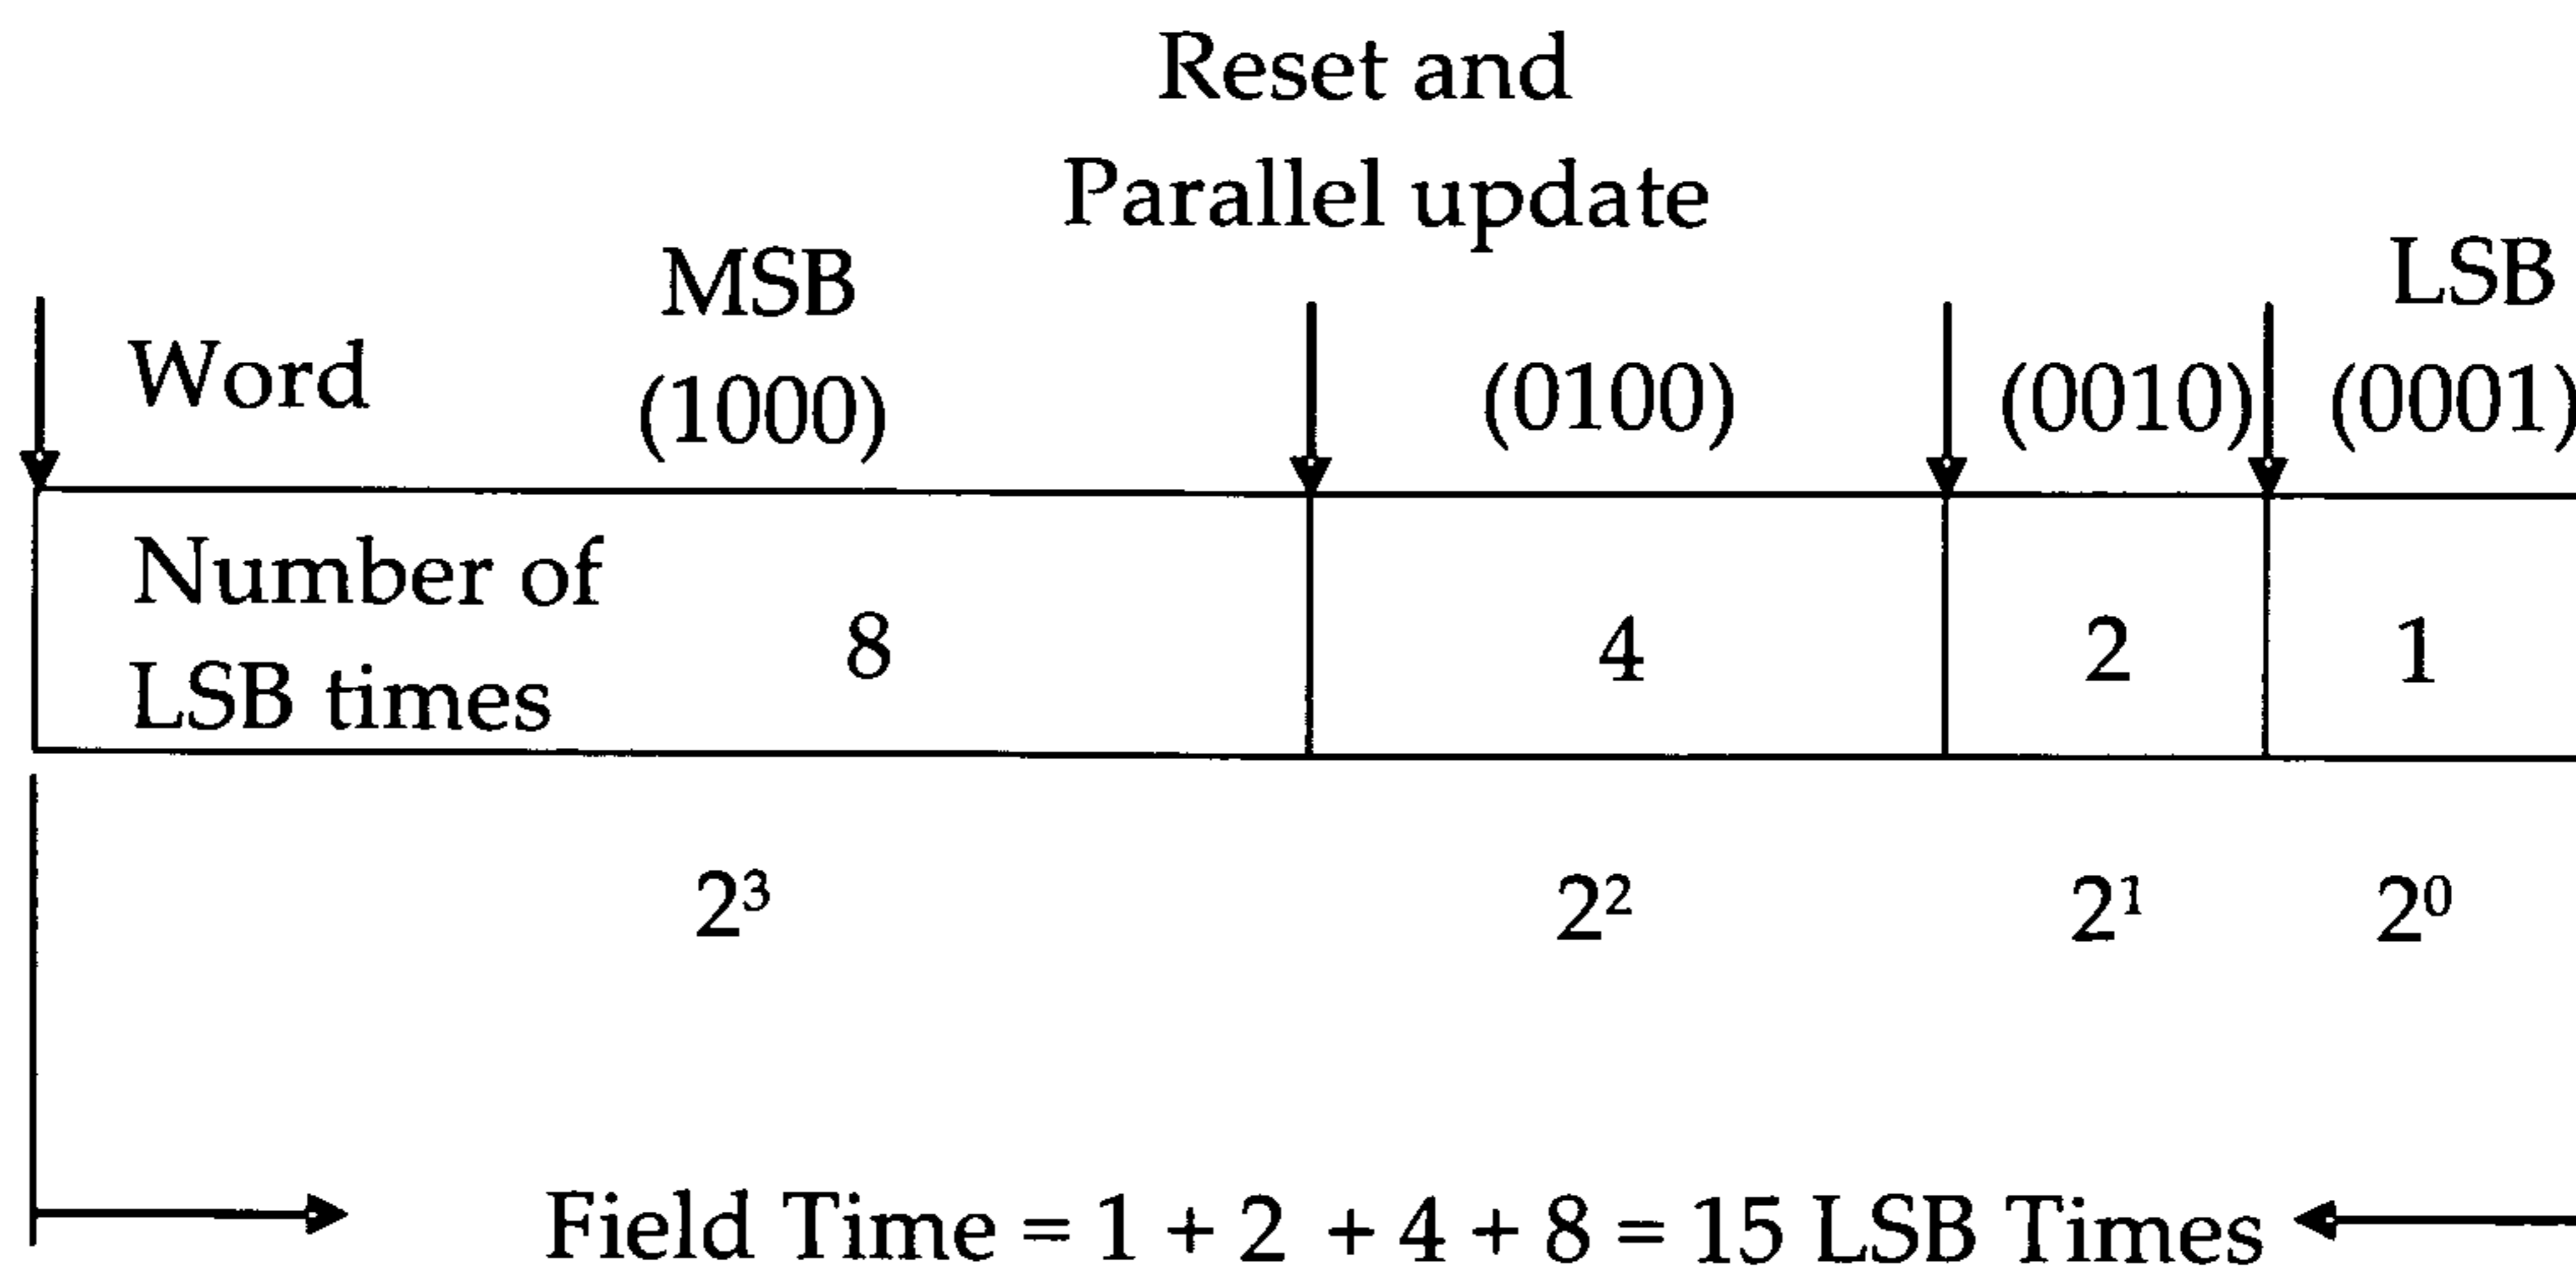 Reset and
Parallel update
MSB
LSB
Word
(1000)
(0100)
(0010)
(0001)
Number of
LSB times
8
4
2
1
2³
2²
2¹
2⁰
Field Time = 1 + 2 + 4 + 8 = 15 LSB Times